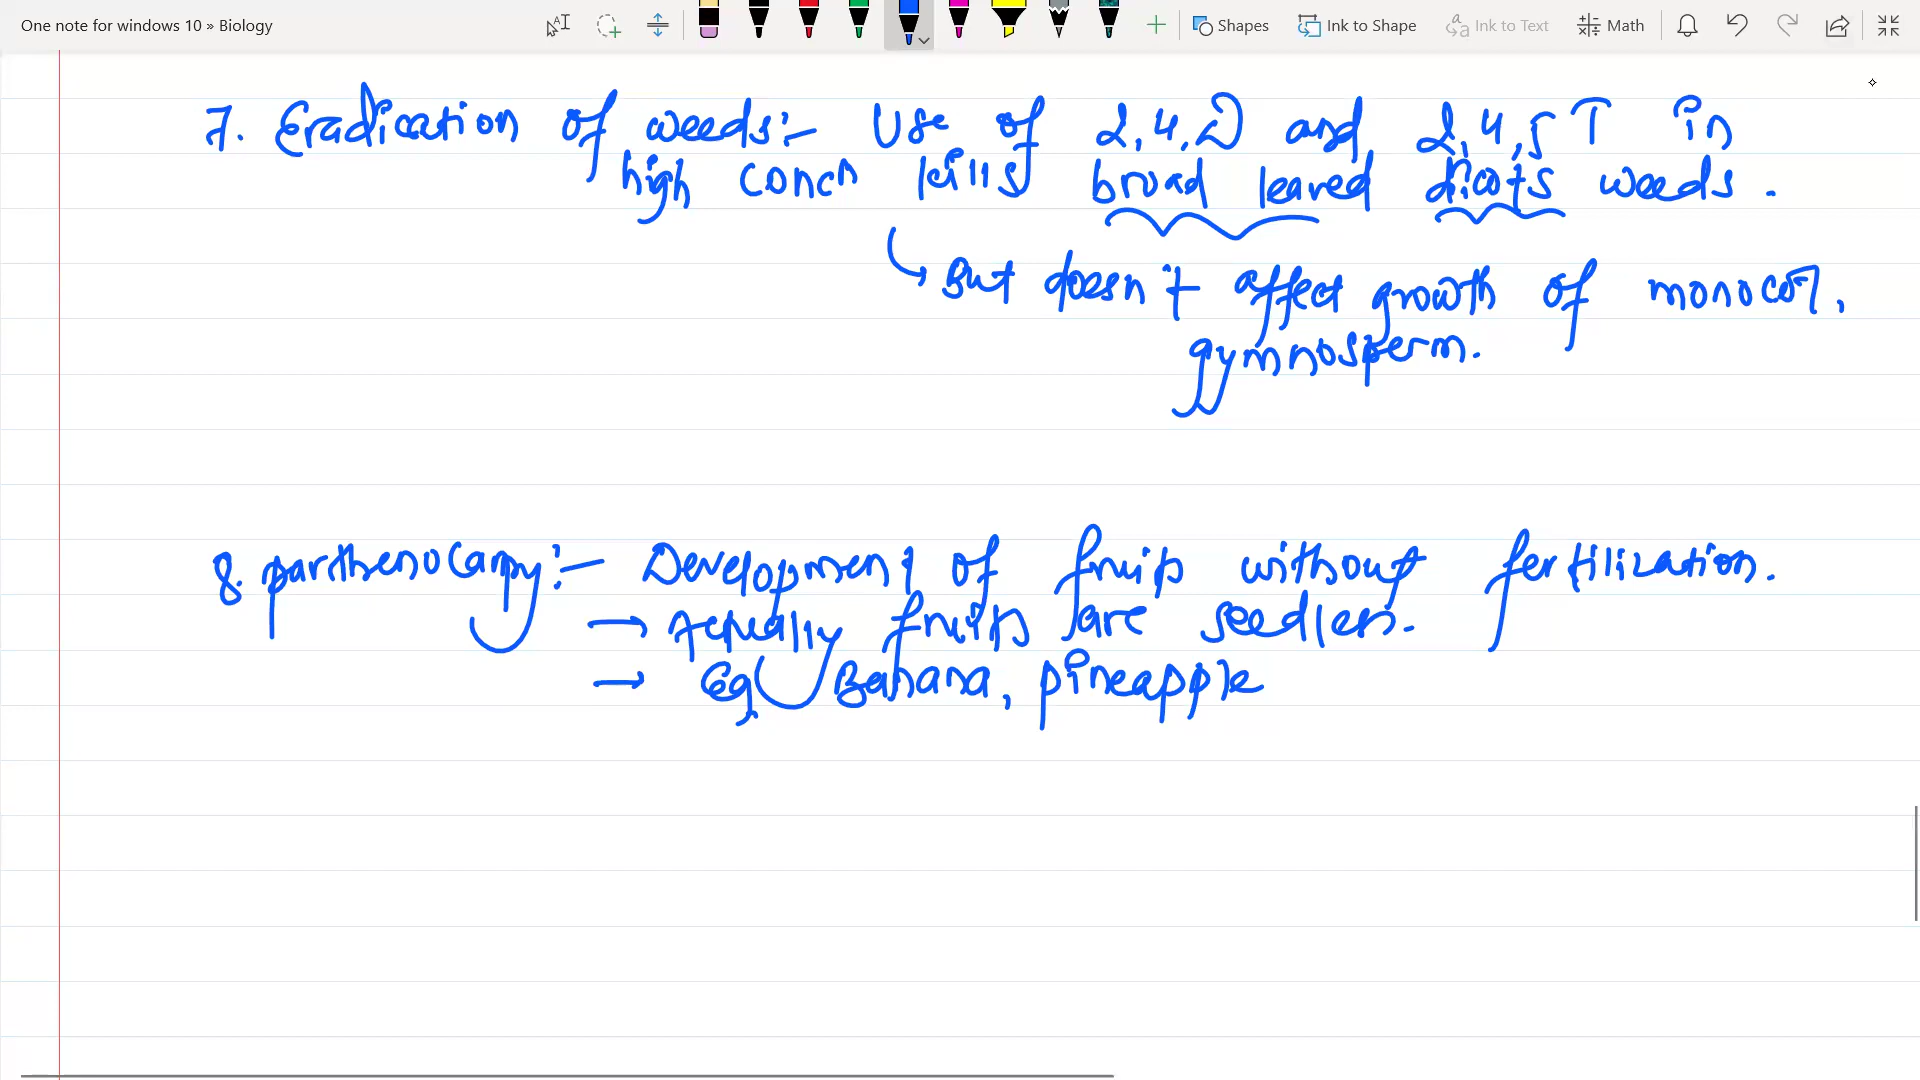 One note for windows 10 » Biology
Shapes
Ink to Shape
Ink to Text
Math
7. Eradication of weeds:- Use of 2,4,D and 2,4,5 T in
high concn kills broad leaved dicots weeds.
But doesn't affect growth of monocot,
gymnosperm.
8. parthenocarpy:- Development of fruits without fertilization.
→ Actually fruits are seedless.
→ Eg Banana, pineapple